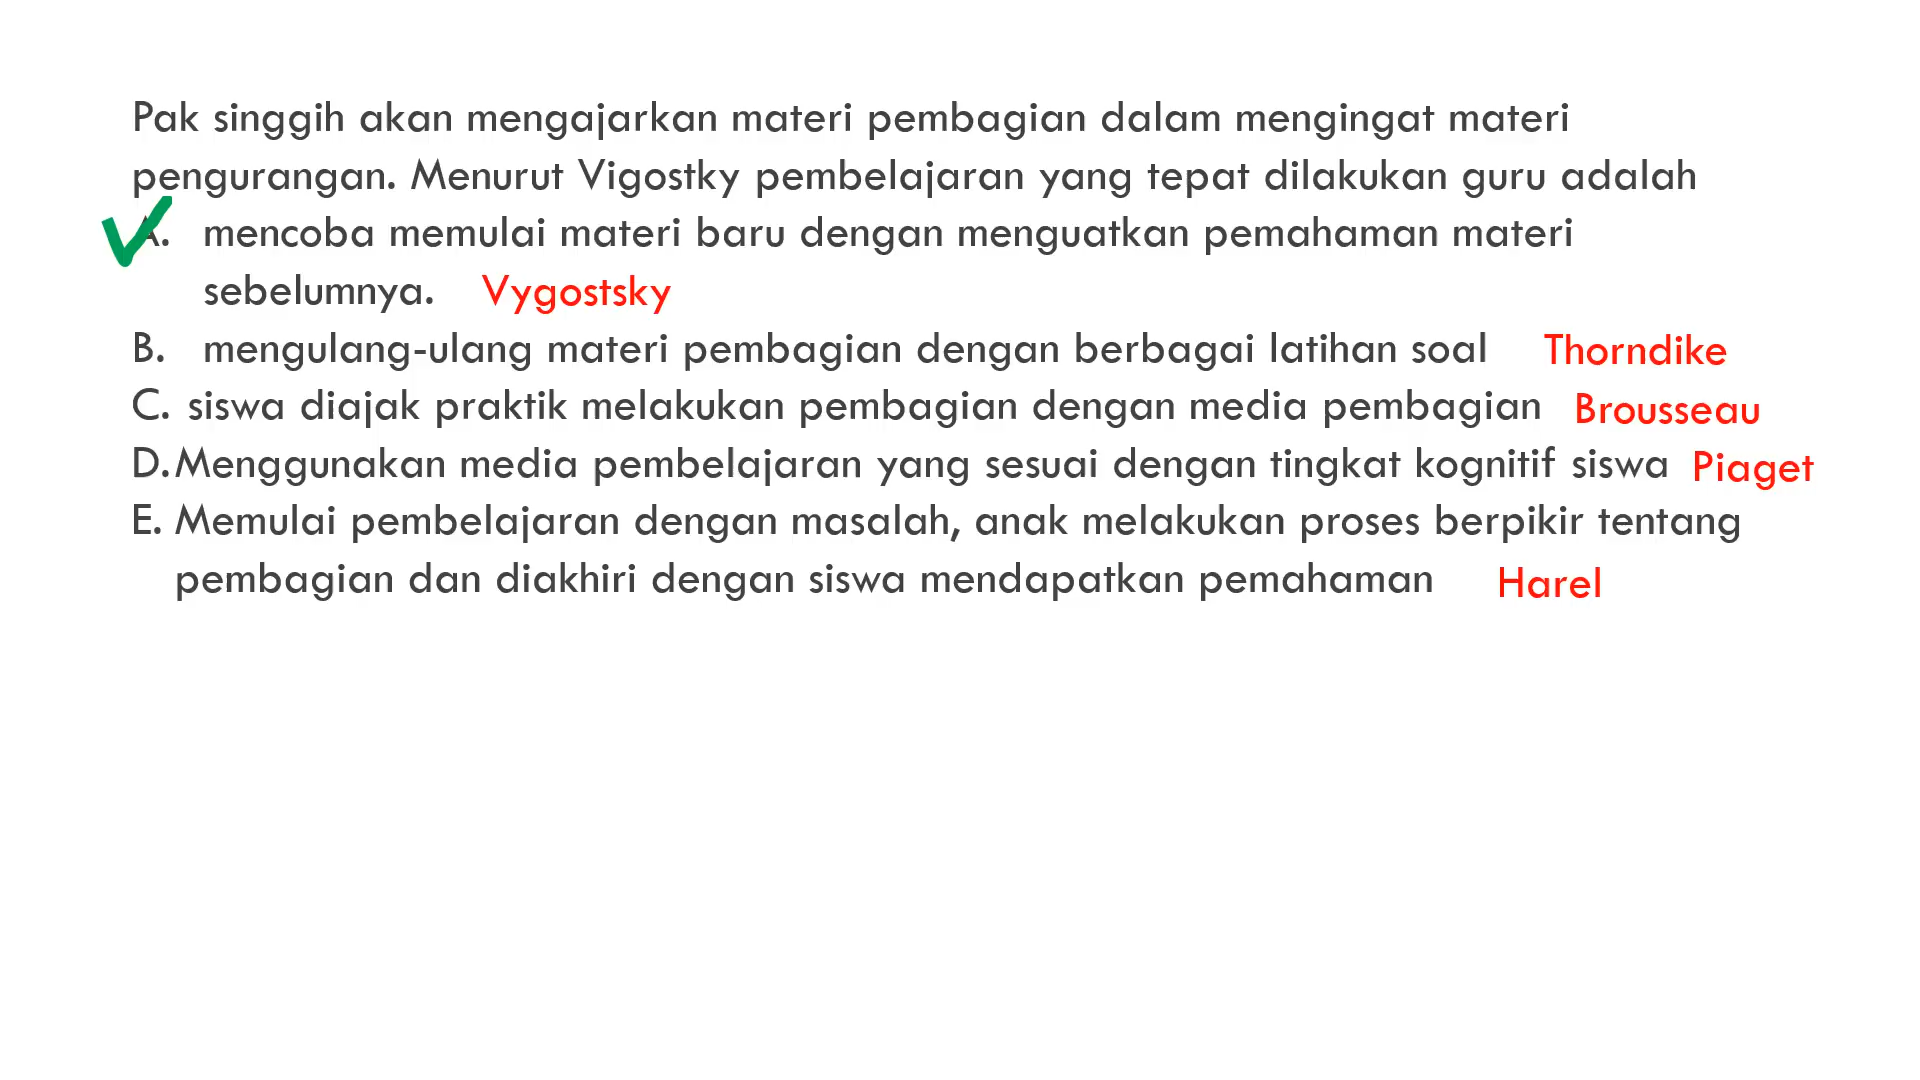 Pak singgih akan mengajarkan materi pembagian dalam mengingat materi
pengurangan. Menurut Vigostky pembelajaran yang tepat dilakukan guru adalah
A. mencoba memulai materi baru dengan menguatkan pemahaman materi
sebelumnya. Vygostsky
B. mengulang-ulang materi pembagian dengan berbagai latihan soal Thorndike
C. siswa diajak praktik melakukan pembagian dengan media pembagian Brousseau
D. Menggunakan media pembelajaran yang sesuai dengan tingkat kognitif siswa Piaget
E. Memulai pembelajaran dengan masalah, anak melakukan proses berpikir tentang
pembagian dan diakhiri dengan siswa mendapatkan pemahaman Harel